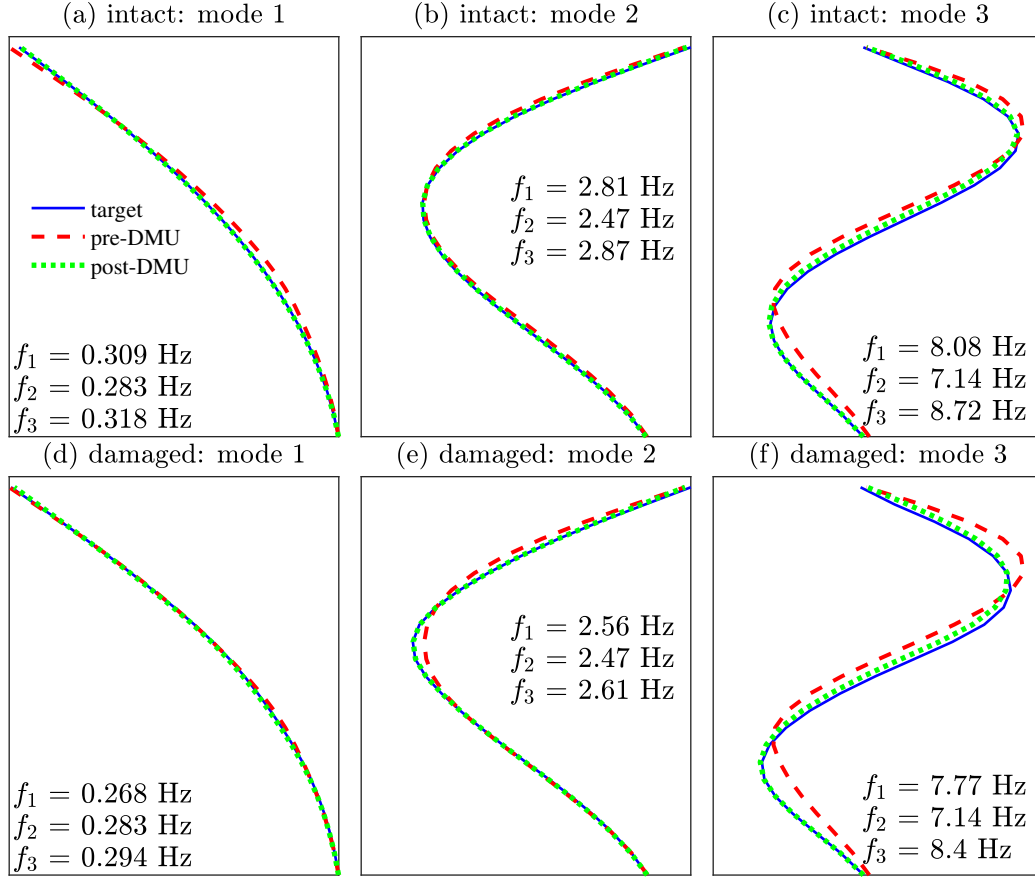 (a) intact: mode 1
(b) intact: mode 2
(c) intact: mode 3
target
pre-DMU
post-DMU
f₁ = 0.309 Hz
f₂ = 0.283 Hz
f₃ = 0.318 Hz
f₁ = 2.81 Hz
f₂ = 2.47 Hz
f₃ = 2.87 Hz
f₁ = 8.08 Hz
f₂ = 7.14 Hz
f₃ = 8.72 Hz
(d) damaged: mode 1
(e) damaged: mode 2
(f) damaged: mode 3
f₁ = 0.268 Hz
f₂ = 0.283 Hz
f₃ = 0.294 Hz
f₁ = 2.56 Hz
f₂ = 2.47 Hz
f₃ = 2.61 Hz
f₁ = 7.77 Hz
f₂ = 7.14 Hz
f₃ = 8.4 Hz